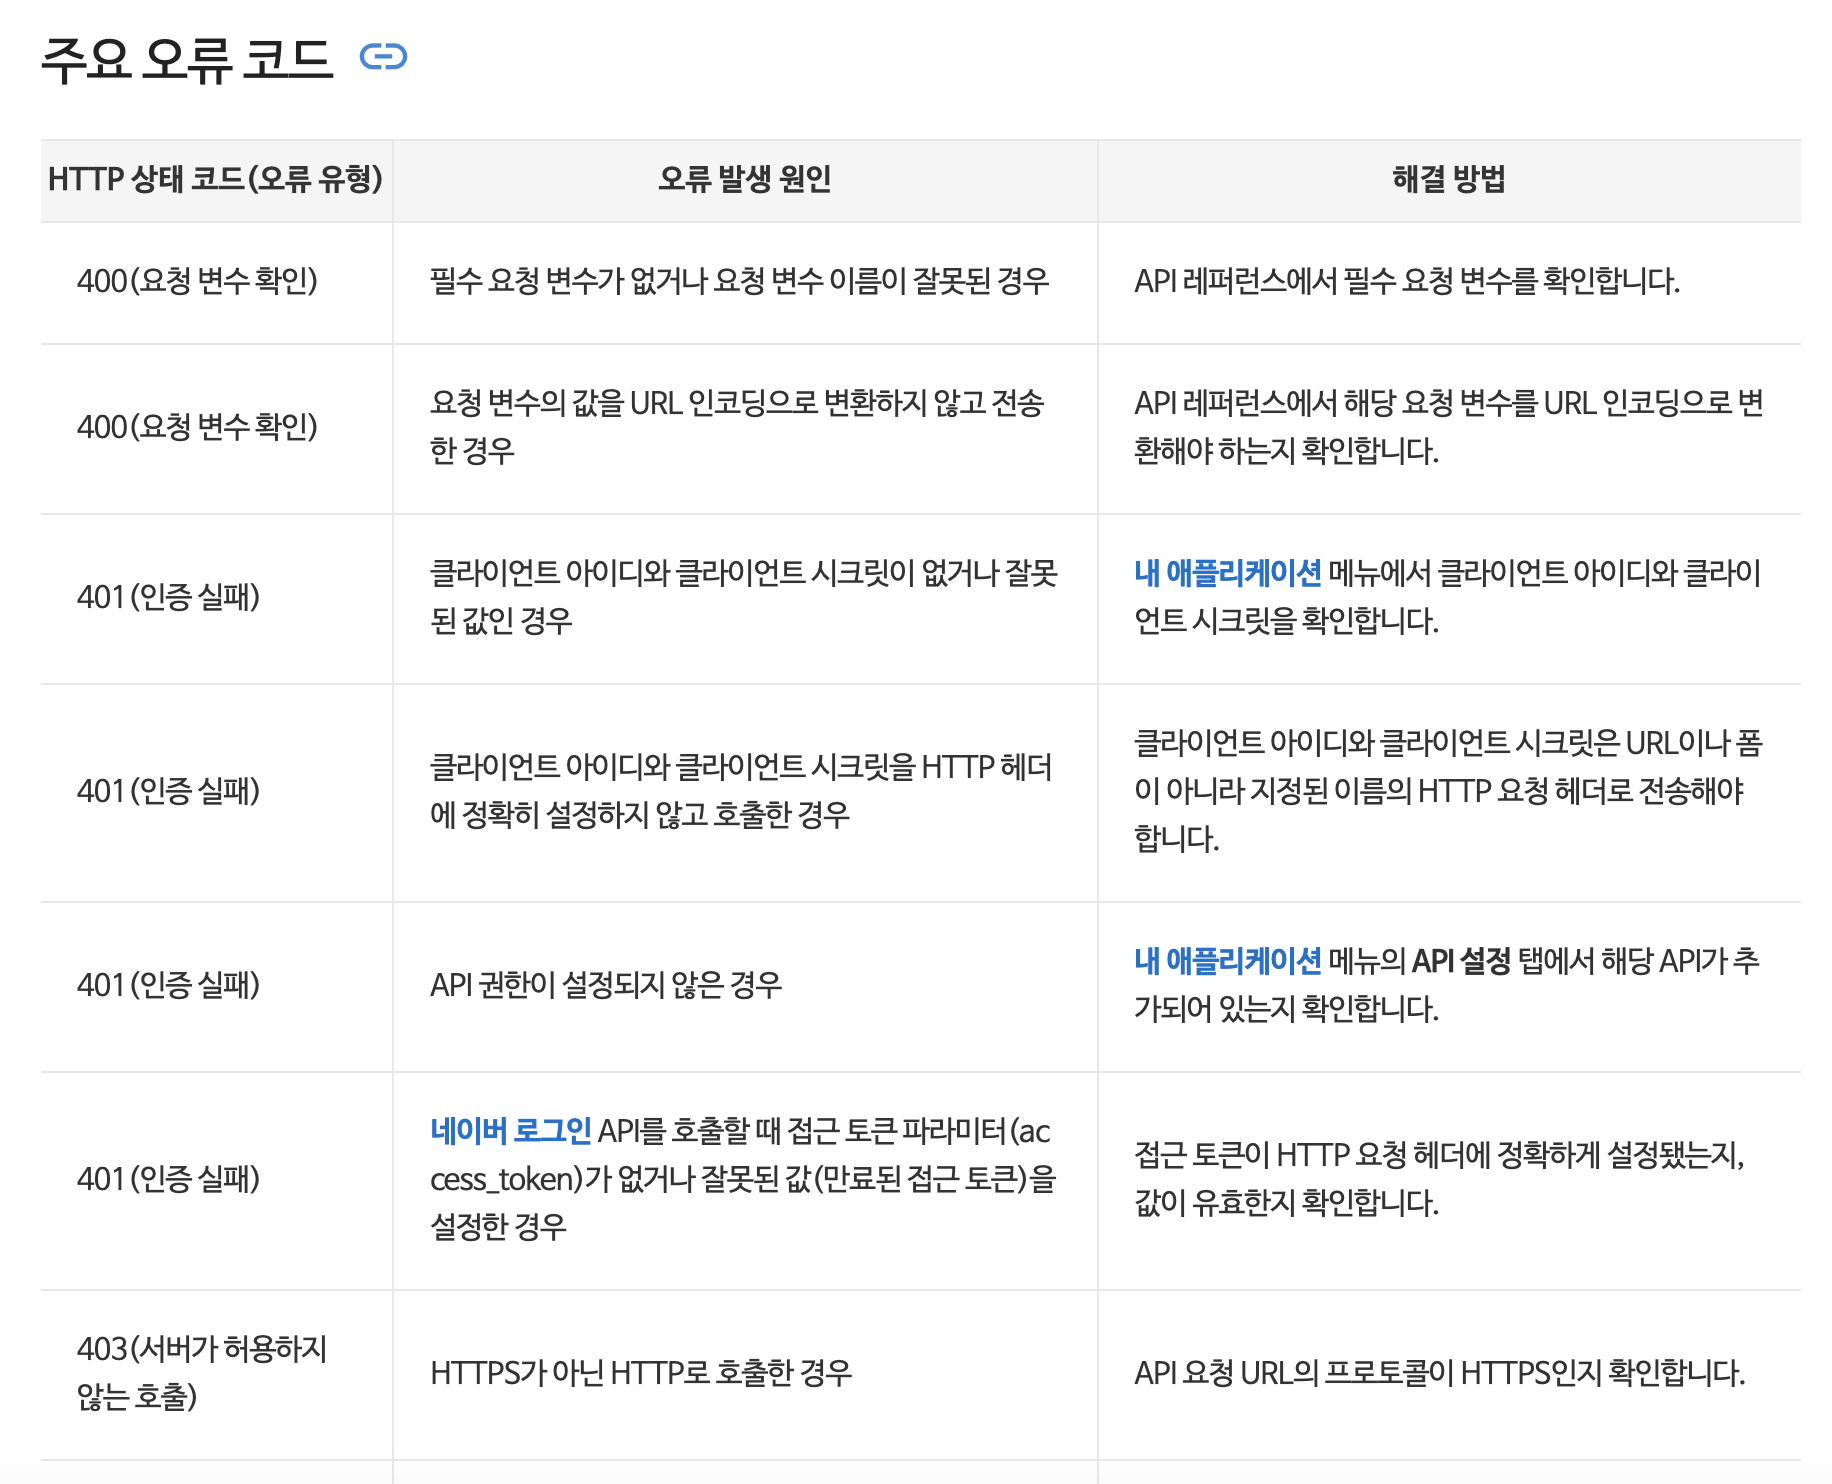 주요 오류 코드
HTTP 상태 코드(오류 유형)
오류 발생 원인
해결 방법
400(요청 변수 확인)
필수 요청 변수가 없거나 요청 변수 이름이 잘못된 경우
API 레퍼런스에서 필수 요청 변수를 확인합니다.
400(요청 변수 확인)
요청 변수의 값을 URL 인코딩으로 변환하지 않고 전송
한 경우
API 레퍼런스에서 해당 요청 변수를 URL 인코딩으로 변
환해야 하는지 확인합니다.
401(인증 실패)
클라이언트 아이디와 클라이언트 시크릿이 없거나 잘못
된 값인 경우
내 애플리케이션 메뉴에서 클라이언트 아이디와 클라이
언트 시크릿을 확인합니다.
401(인증 실패)
클라이언트 아이디와 클라이언트 시크릿을 HTTP 헤더
에 정확히 설정하지 않고 호출한 경우
클라이언트 아이디와 클라이언트 시크릿은 URL이나 폼
이 아니라 지정된 이름의 HTTP 요청 헤더로 전송해야
합니다.
401(인증 실패)
API 권한이 설정되지 않은 경우
내 애플리케이션 메뉴의 API 설정 탭에서 해당 API가 추
가되어 있는지 확인합니다.
401(인증 실패)
네이버 로그인 API를 호출할 때 접근 토큰 파라미터(ac
cess_token)가 없거나 잘못된 값(만료된 접근 토큰)을
설정한 경우
접근 토큰이 HTTP 요청 헤더에 정확하게 설정됐는지,
값이 유효한지 확인합니다.
403(서버가 허용하지
않는 호출)
HTTPS가 아닌 HTTP로 호출한 경우
API 요청 URL의 프로토콜이 HTTPS인지 확인합니다.